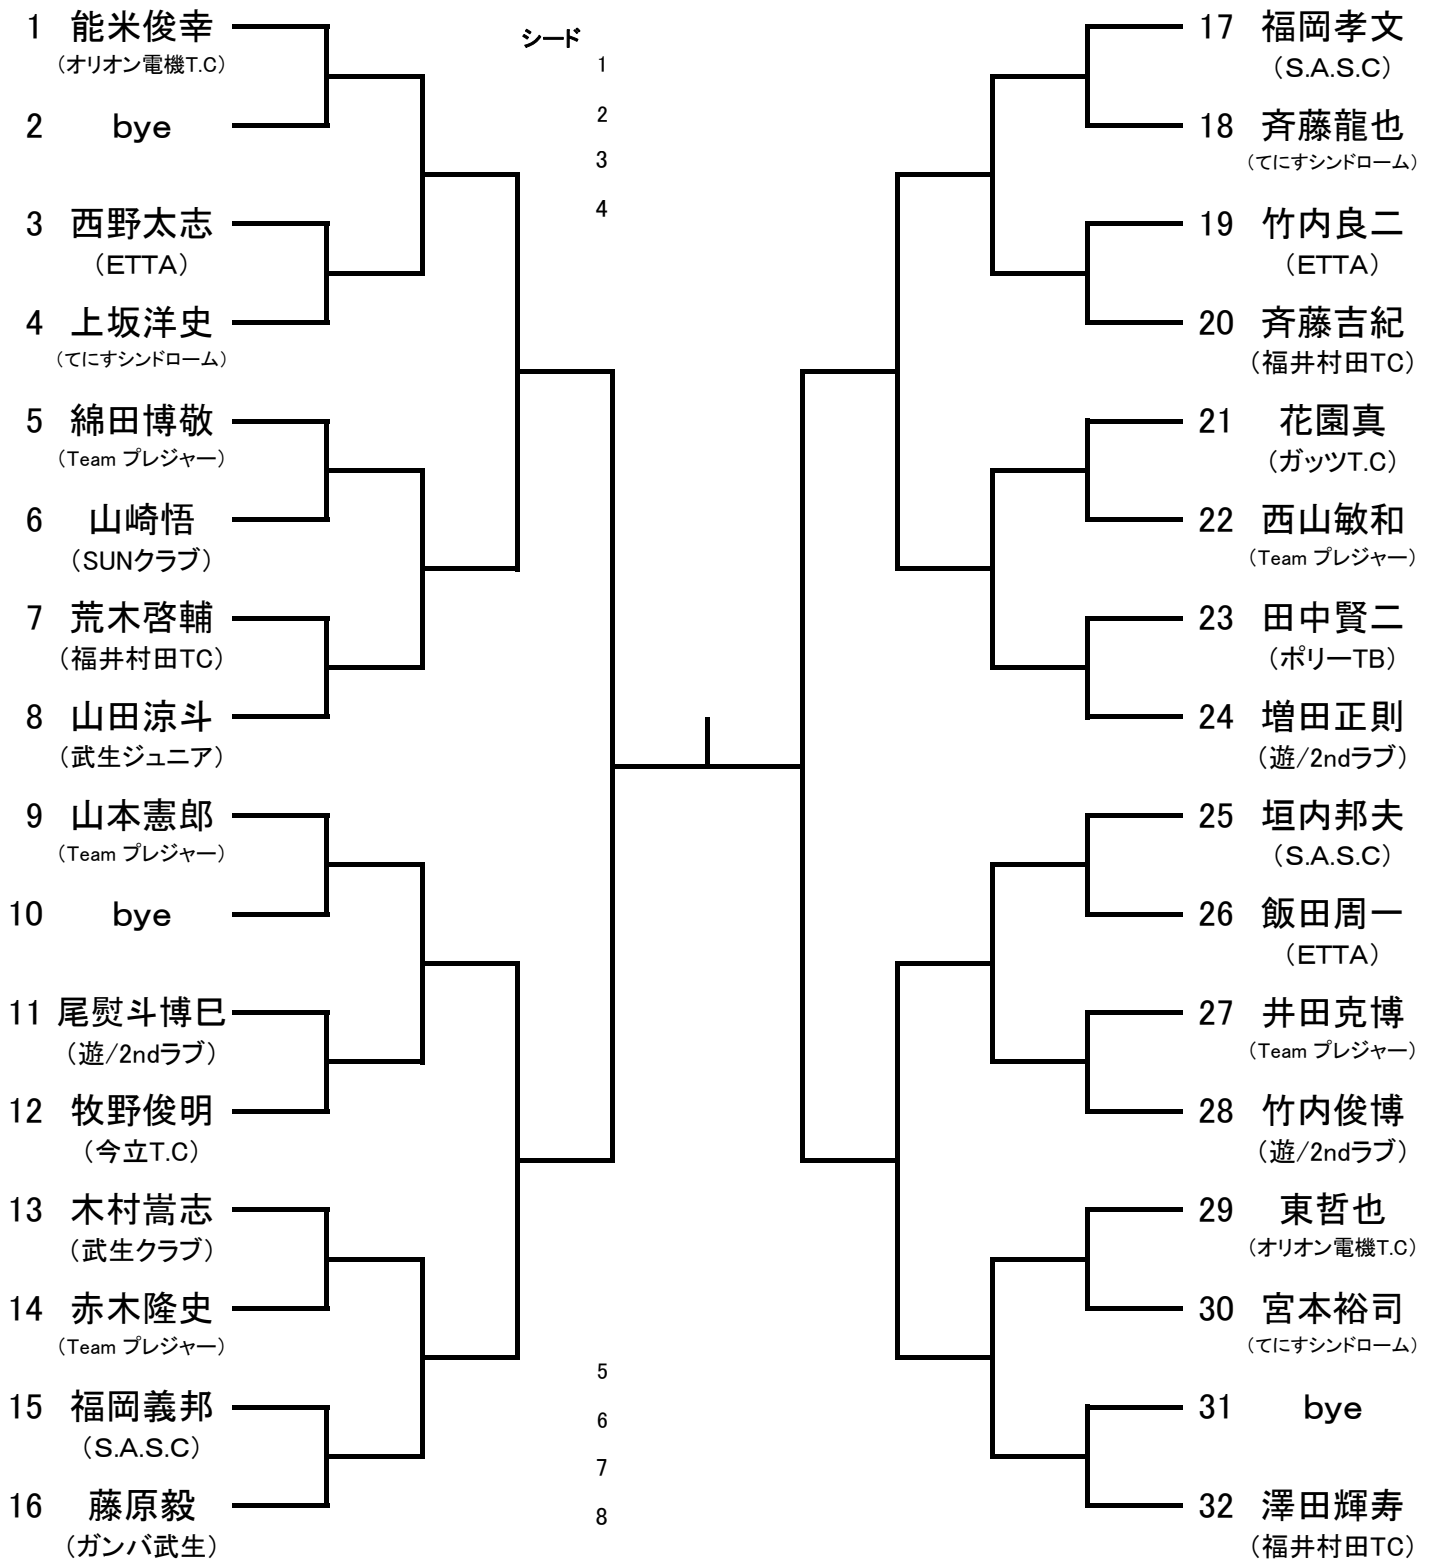 1 能米俊幸
(オリオン電機T.C)
2 bye
3 西野太志
(ETTA)
4 上坂洋史
(てにすシンドローム)
5 綿田博敬
(Team プレジャー)
6 山崎悟
(SUNクラブ)
7 荒木啓輔
(福井村田TC)
8 山田涼斗
(武生ジュニア)
9 山本憲郎
(Team プレジャー)
10 bye
11 尾熨斗博巳
(遊/2ndラブ)
12 牧野俊明
(今立T.C)
13 木村嵩志
(武生クラブ)
14 赤木隆史
(Team プレジャー)
15 福岡義邦
(S.A.S.C)
16 藤原毅
(ガンバ武生)
シード
1
2
3
4
5
6
7
8
17 福岡孝文
(S.A.S.C)
18 斉藤龍也
(てにすシンドローム)
19 竹内良二
(ETTA)
20 斉藤吉紀
(福井村田TC)
21 花園真
(ガッツT.C)
22 西山敏和
(Team プレジャー)
23 田中賢二
(ポリーTB)
24 増田正則
(遊/2ndラブ)
25 垣内邦夫
(S.A.S.C)
26 飯田周一
(ETTA)
27 井田克博
(Team プレジャー)
28 竹内俊博
(遊/2ndラブ)
29 東哲也
(オリオン電機T.C)
30 宮本裕司
(てにすシンドローム)
31 bye
32 澤田輝寿
(福井村田TC)